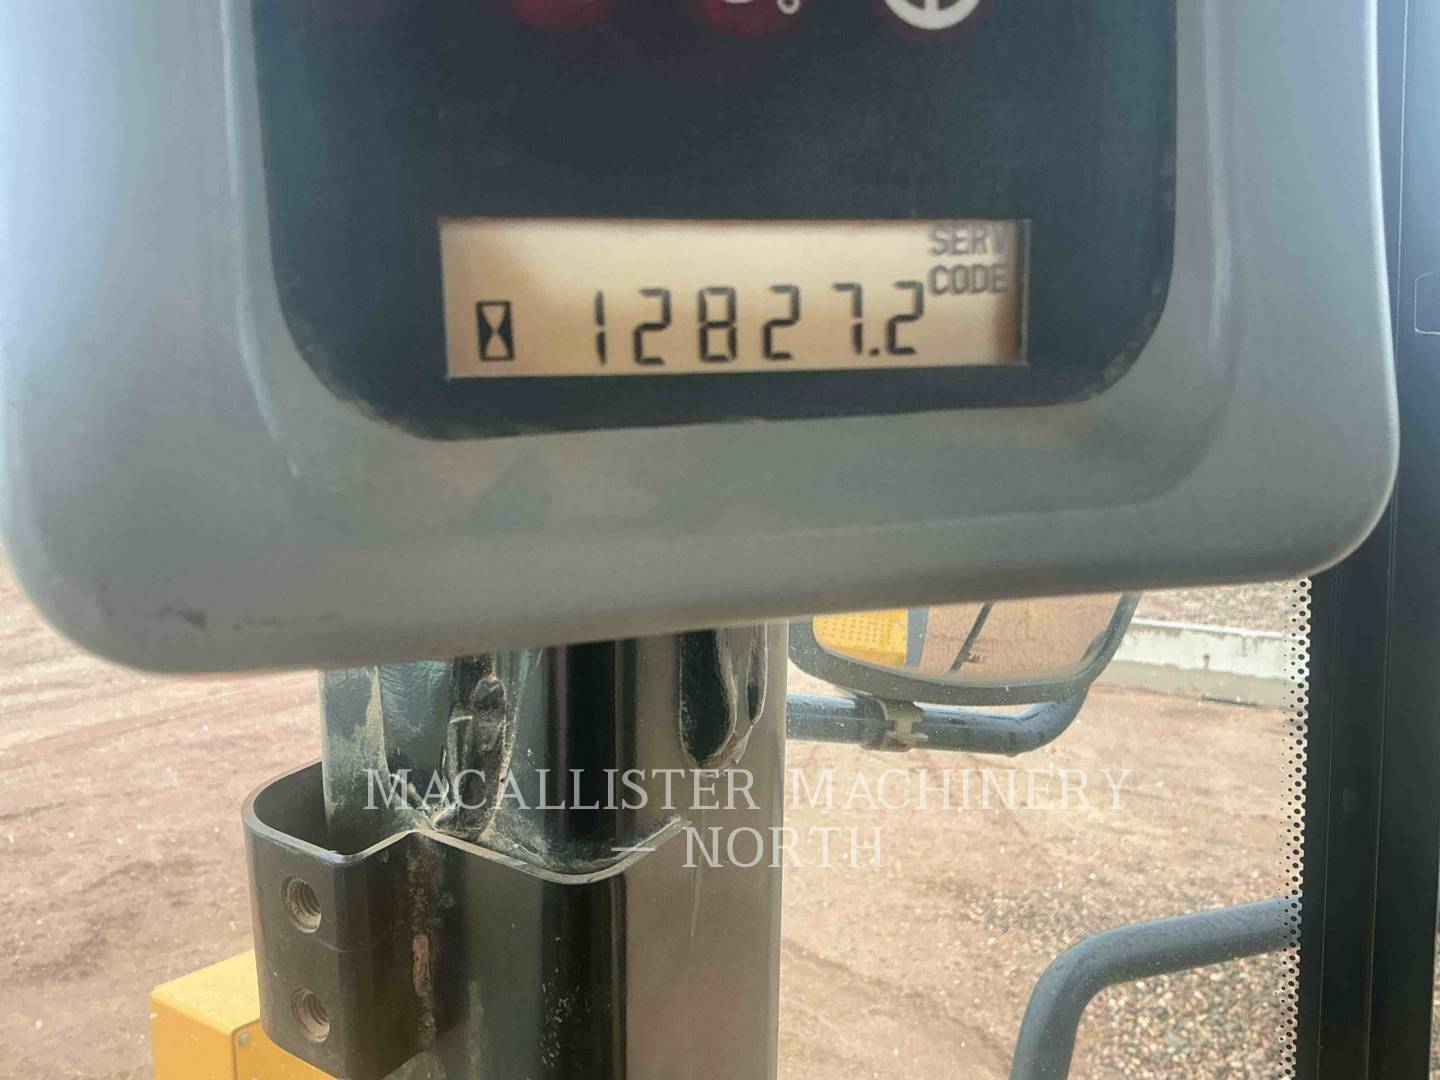 SERV
CODE
12827.2
MACALLISTER MACHINERY
— NORTH